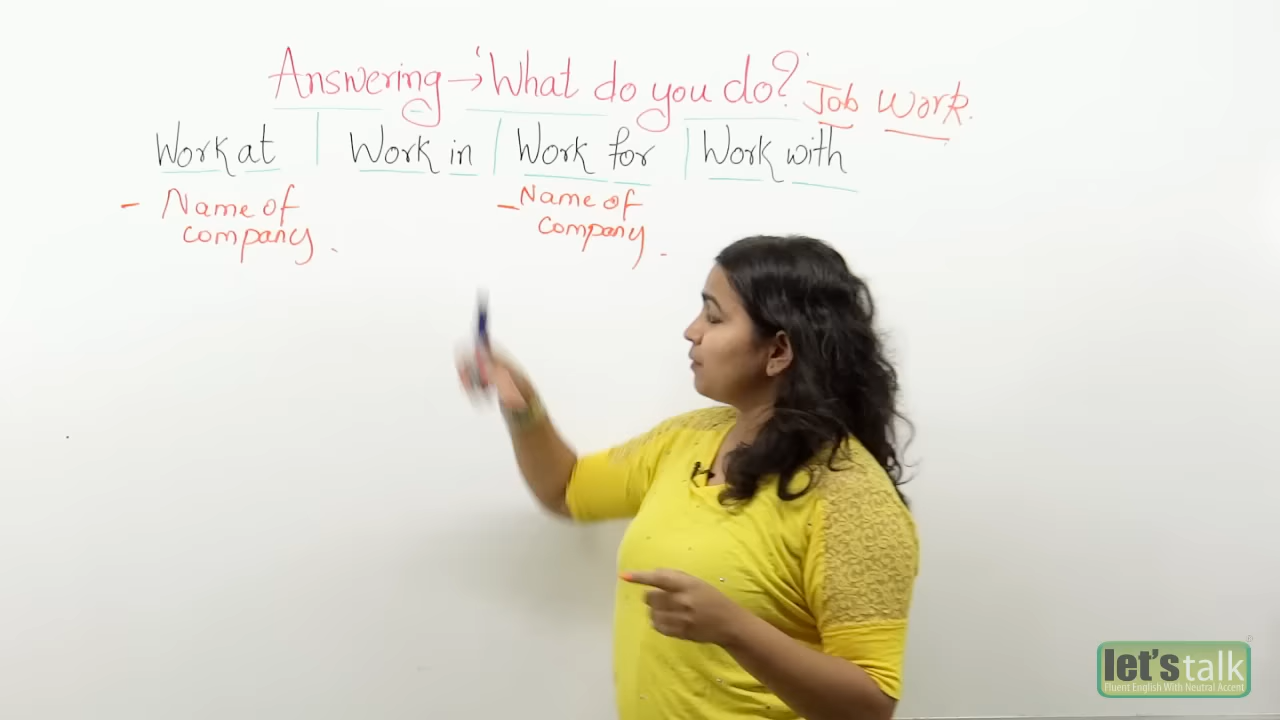 Answering → 'What do you do?' Job Work.
Work at | Work in | Work for | Work with
- Name of company.
- Name of company.
let's talk
Fluent English With Neutral Accent